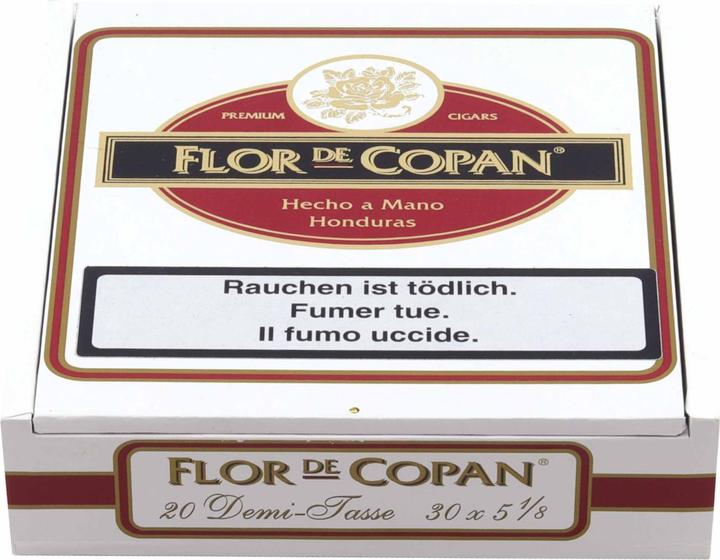 PREMIUM CIGARS
FLOR DE COPAN®
Hecho a Mano
Honduras
Rauchen ist tödlich.
Fumer tue.
Il fumo uccide.
FLOR DE COPAN®
20 Demi-Tasse 30 x 5 1/8